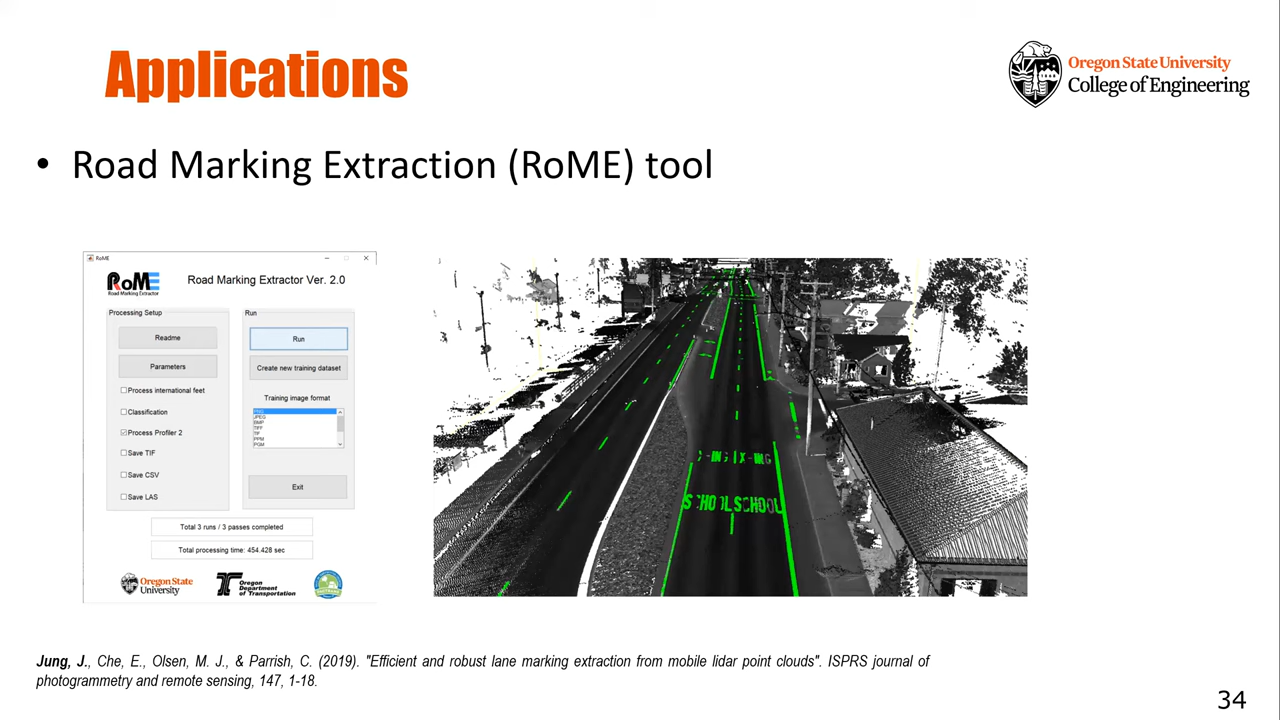 Applications
Oregon State University
College of Engineering
• Road Marking Extraction (RoME) tool
RoME
RoME
Road Marking Extractor
Road Marking Extractor Ver. 2.0
Processing Setup
Readme
Parameters
Process international feet
Classification
Process Profiler 2
Save TIF
Save CSV
Save LAS
Run
Run
Create new training dataset
Training image format
PNG
JPEG
BMP
TIFF
TIF
PPM
PGM
Exit
Total 3 runs / 3 passes completed
Total processing time: 454.428 sec
Oregon State
University
Oregon
Department
of Transportation
X-ING
SCHOOL SCHOOL
Jung, J., Che, E., Olsen, M. J., & Parrish, C. (2019). "Efficient and robust lane marking extraction from mobile lidar point clouds". ISPRS journal of
photogrammetry and remote sensing, 147, 1-18.
34